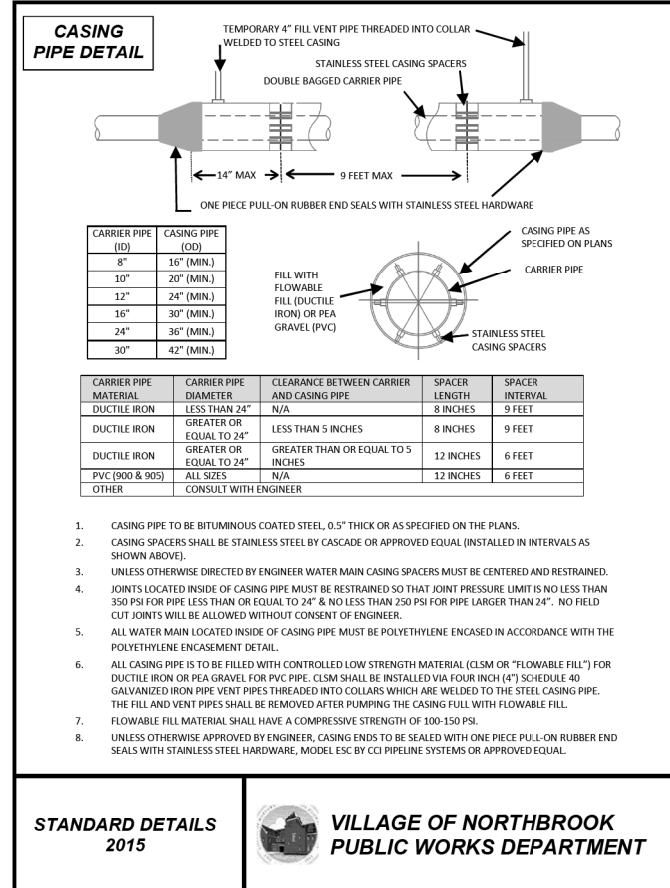 CASING
PIPE DETAIL
TEMPORARY 4" FILL VENT PIPE THREADED INTO COLLAR
WELDED TO STEEL CASING
STAINLESS STEEL CASING SPACERS
DOUBLE BAGGED CARRIER PIPE
14" MAX
9 FEET MAX
ONE PIECE PULL-ON RUBBER END SEALS WITH STAINLESS STEEL HARDWARE
CARRIER PIPE (ID) CASING PIPE (OD)
8" 16" (MIN.)
10" 20" (MIN.)
12" 24" (MIN.)
16" 30" (MIN.)
24" 36" (MIN.)
30" 42" (MIN.)
FILL WITH
FLOWABLE
FILL (DUCTILE
IRON) OR PEA
GRAVEL (PVC)
CASING PIPE AS
SPECIFIED ON PLANS
CARRIER PIPE
STAINLESS STEEL
CASING SPACERS
CARRIER PIPE MATERIAL CARRIER PIPE DIAMETER CLEARANCE BETWEEN CARRIER AND CASING PIPE SPACER LENGTH SPACER INTERVAL
DUCTILE IRON LESS THAN 24" N/A 8 INCHES 9 FEET
DUCTILE IRON GREATER OR EQUAL TO 24" LESS THAN 5 INCHES 8 INCHES 9 FEET
DUCTILE IRON GREATER OR EQUAL TO 24" GREATER THAN OR EQUAL TO 5 INCHES 12 INCHES 6 FEET
PVC (900 & 905) ALL SIZES N/A 12 INCHES 6 FEET
OTHER CONSULT WITH ENGINEER
1. CASING PIPE TO BE BITUMINOUS COATED STEEL, 0.5" THICK OR AS SPECIFIED ON THE PLANS.
2. CASING SPACERS SHALL BE STAINLESS STEEL BY CASCADE OR APPROVED EQUAL (INSTALLED IN INTERVALS AS
SHOWN ABOVE).
3. UNLESS OTHERWISE DIRECTED BY ENGINEER WATER MAIN CASING SPACERS MUST BE CENTERED AND RESTRAINED.
4. JOINTS LOCATED INSIDE OF CASING PIPE MUST BE RESTRAINED SO THAT JOINT PRESSURE LIMIT IS NO LESS THAN
350 PSI FOR PIPE LESS THAN OR EQUAL TO 24" & NO LESS THAN 250 PSI FOR PIPE LARGER THAN 24". NO FIELD
CUT JOINTS WILL BE ALLOWED WITHOUT CONSENT OF ENGINEER.
5. ALL WATER MAIN LOCATED INSIDE OF CASING PIPE MUST BE POLYETHYLENE ENCASED IN ACCORDANCE WITH THE
POLYETHYLENE ENCASEMENT DETAIL.
6. ALL CASING PIPE IS TO BE FILLED WITH CONTROLLED LOW STRENGTH MATERIAL (CLSM OR "FLOWABLE FILL") FOR
DUCTILE IRON OR PEA GRAVEL FOR PVC PIPE. CLSM SHALL BE INSTALLED VIA FOUR INCH (4") SCHEDULE 40
GALVANIZED IRON PIPE VENT PIPES THREADED INTO COLLARS WHICH ARE WELDED TO THE STEEL CASING PIPE.
THE FILL AND VENT PIPES SHALL BE REMOVED AFTER PUMPING THE CASING FULL WITH FLOWABLE FILL.
7. FLOWABLE FILL MATERIAL SHALL HAVE A COMPRESSIVE STRENGTH OF 100-150 PSI.
8. UNLESS OTHERWISE APPROVED BY ENGINEER, CASING ENDS TO BE SEALED WITH ONE PIECE PULL-ON RUBBER END
SEALS WITH STAINLESS STEEL HARDWARE, MODEL ESC BY CCI PIPELINE SYSTEMS OR APPROVED EQUAL.
STANDARD DETAILS
2015
VILLAGE OF NORTHBROOK
PUBLIC WORKS DEPARTMENT